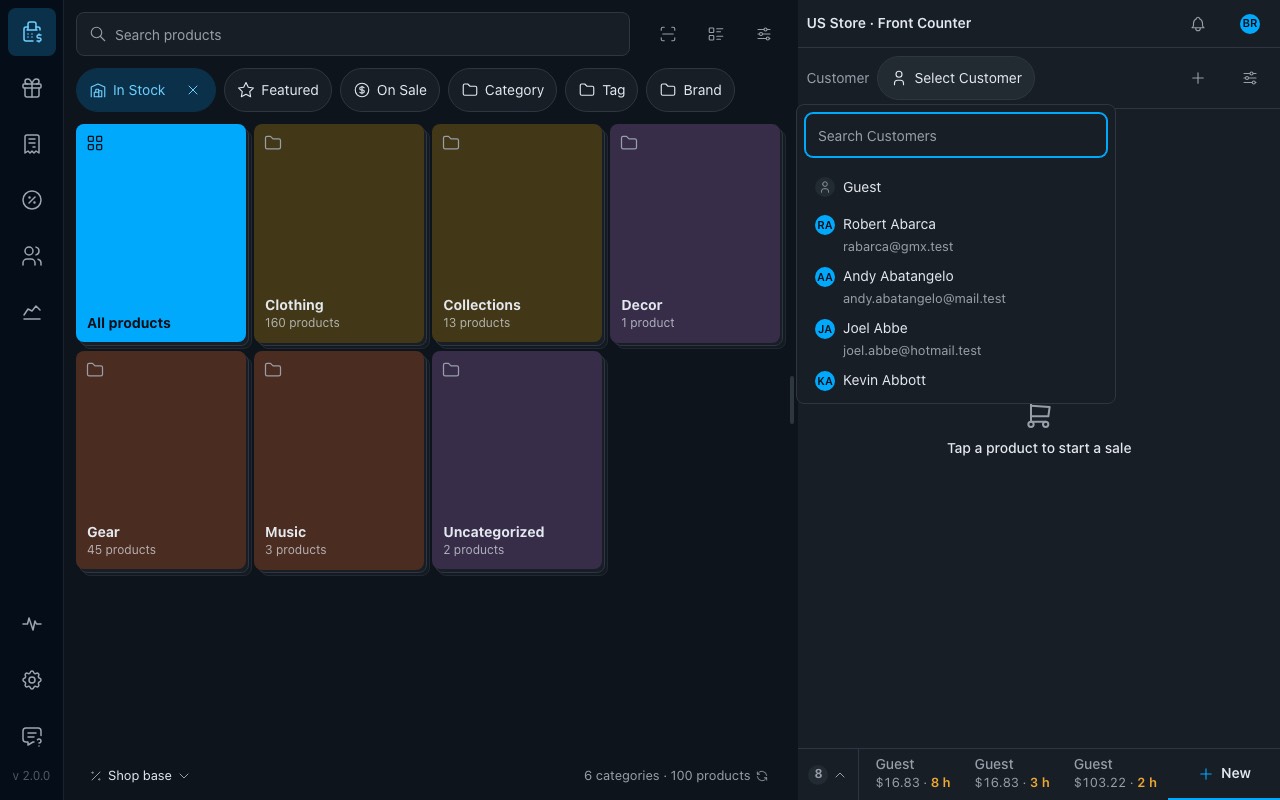 US Store · Front Counter
BR
Search products
Customer
Select Customer
In Stock
Featured
On Sale
Category
Tag
Brand
Search Customers
Guest
RA
Robert Abarca
rabarca@gmx.test
AA
Andy Abatangelo
andy.abatangelo@mail.test
JA
Joel Abbe
joel.abbe@hotmail.test
KA
Kevin Abbott
All products
Clothing
160 products
Collections
13 products
Decor
1 product
Gear
45 products
Music
3 products
Uncategorized
2 products
Tap a product to start a sale
v 2.0.0
Shop base
6 categories · 100 products
8
Guest
$16.83 · 8 h
Guest
$16.83 · 3 h
Guest
$103.22 · 2 h
New